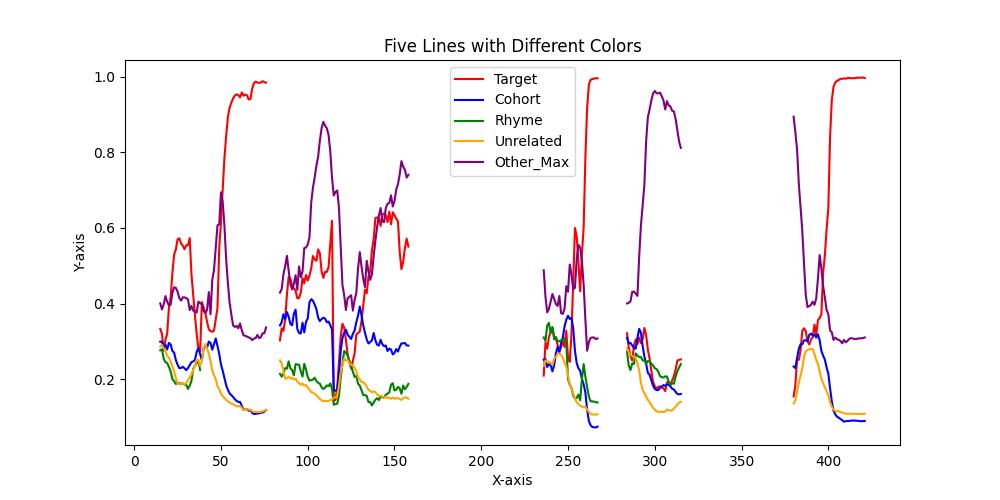 Five Lines with Different Colors
Target
Cohort
Rhyme
Unrelated
Other_Max
Y-axis
1.0
0.8
0.6
0.4
0.2
0 50 100 150 200 250 300 350 400
X-axis